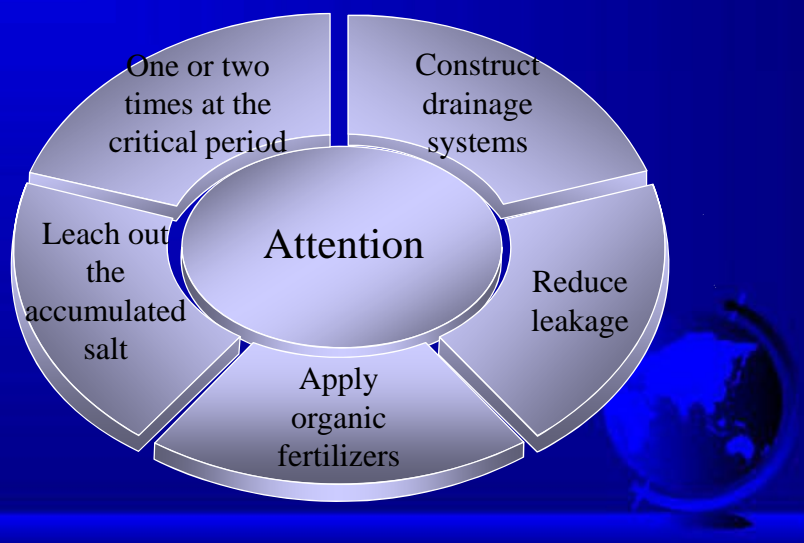 One or two
times at the
critical period
Construct
drainage
systems
Leach out
the
accumulated
salt
Attention
Reduce
leakage
Apply
organic
fertilizers